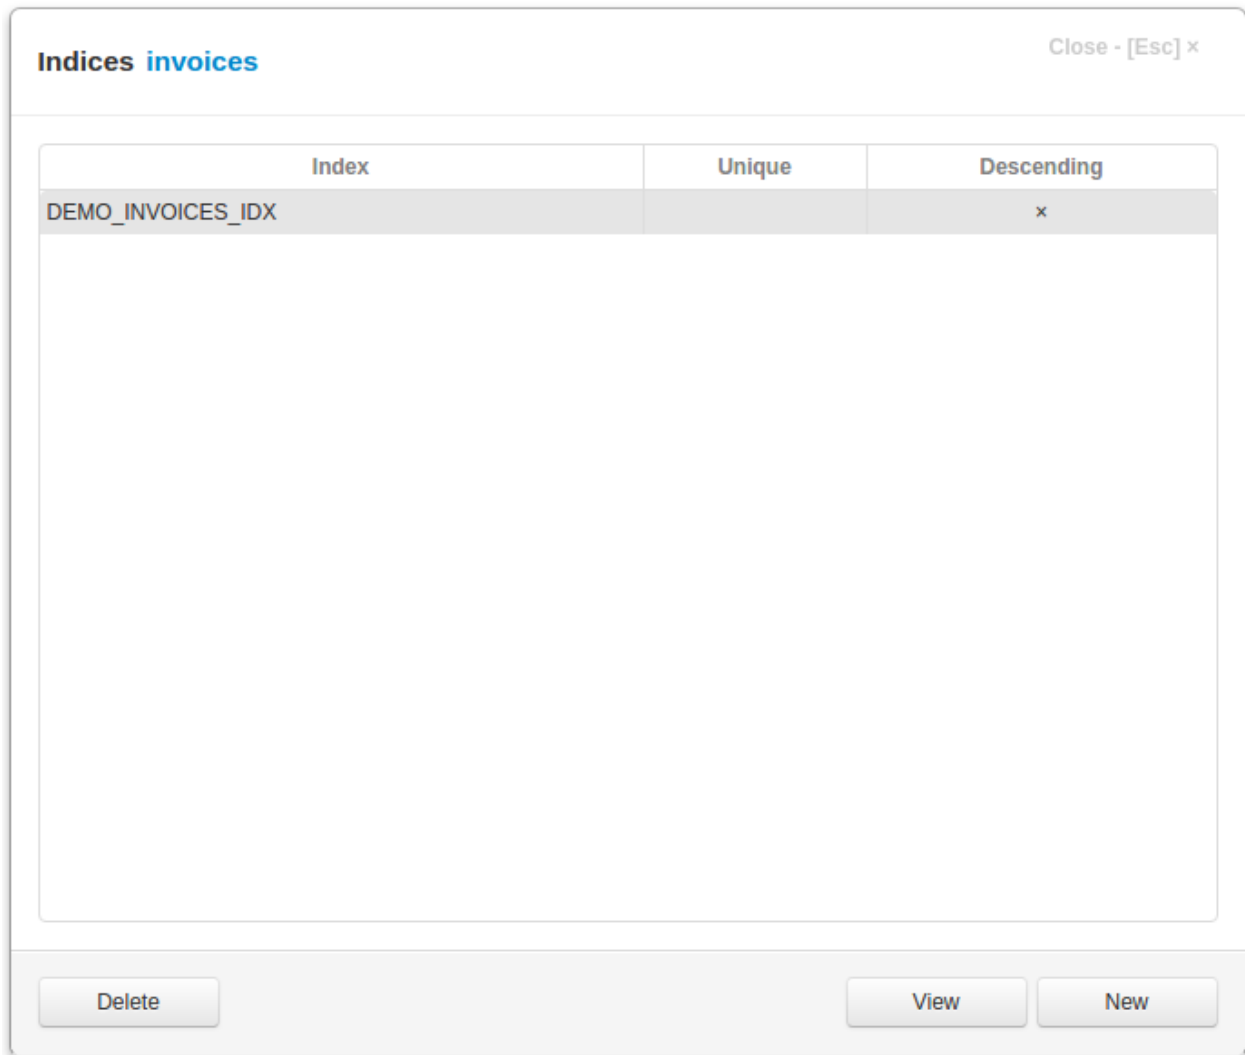 Indices invoices
Close - [Esc] ×
Index Unique Descending
DEMO_INVOICES_IDX ×
Delete View New